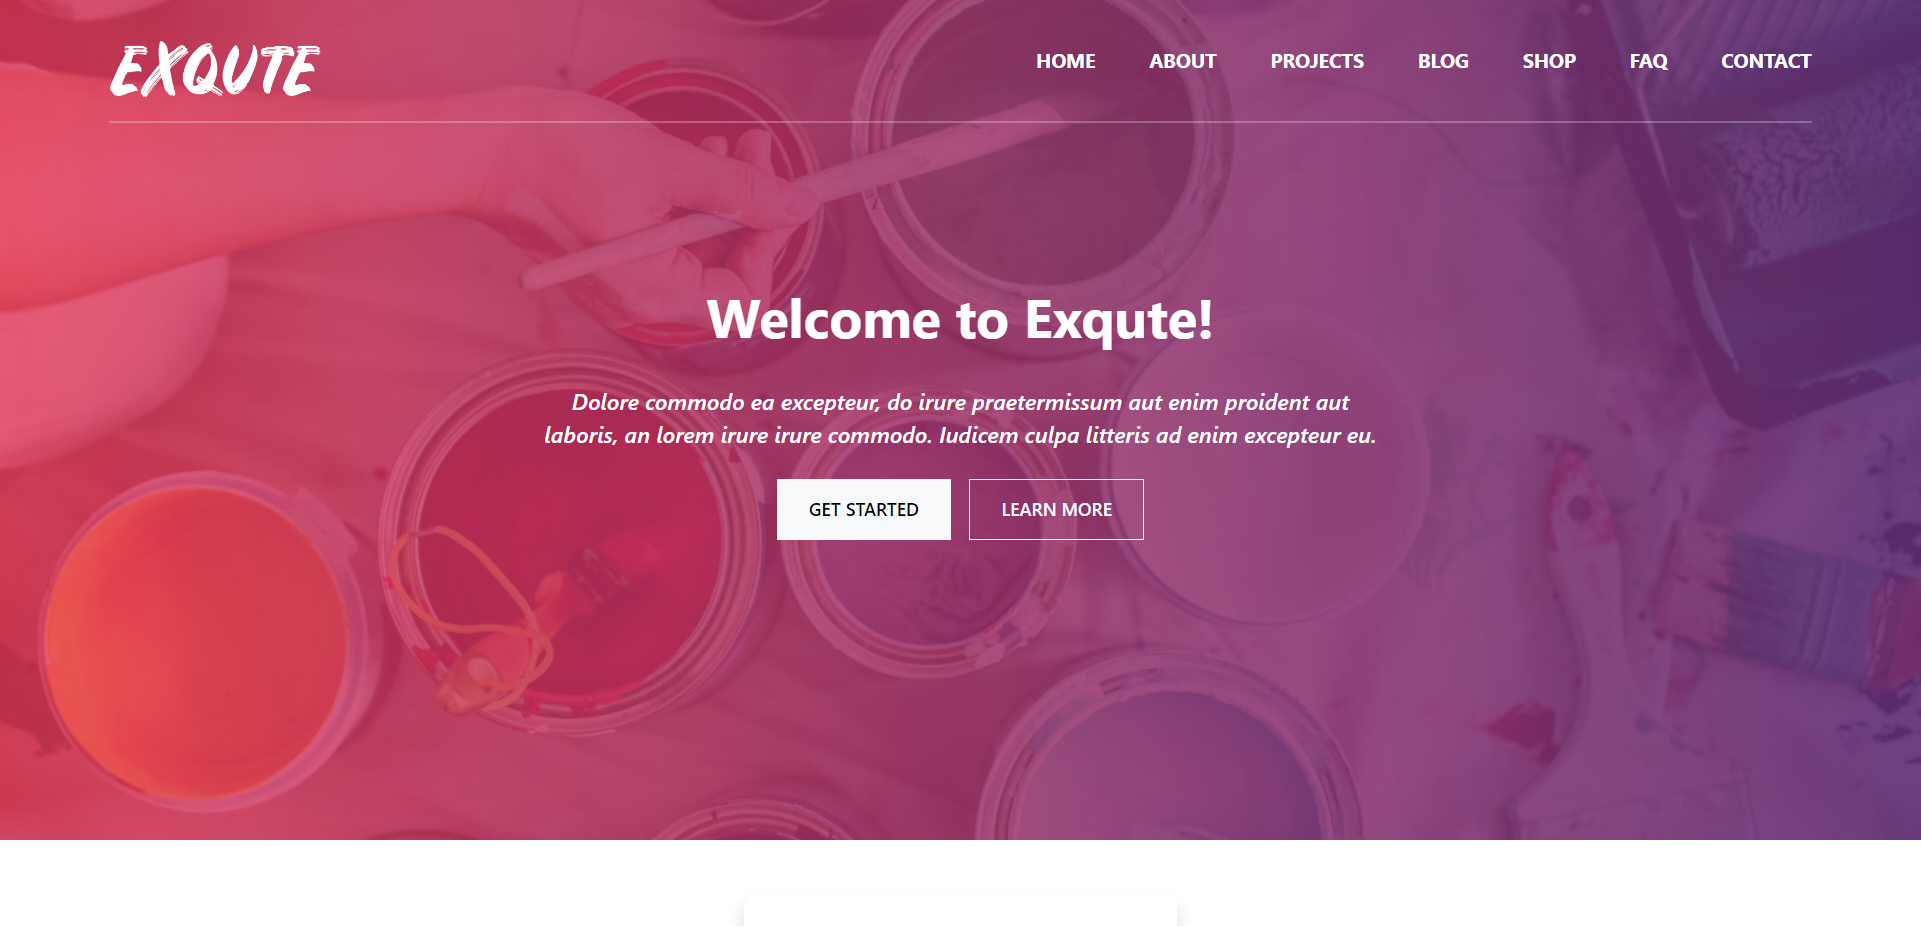 EXQUTE
HOME ABOUT PROJECTS BLOG SHOP FAQ CONTACT
Welcome to Exqute!
Dolore commodo ea excepteur, do irure praetermissum aut enim proident aut
laboris, an lorem irure irure commodo. Iudicem culpa litteris ad enim excepteur eu.
GET STARTED LEARN MORE